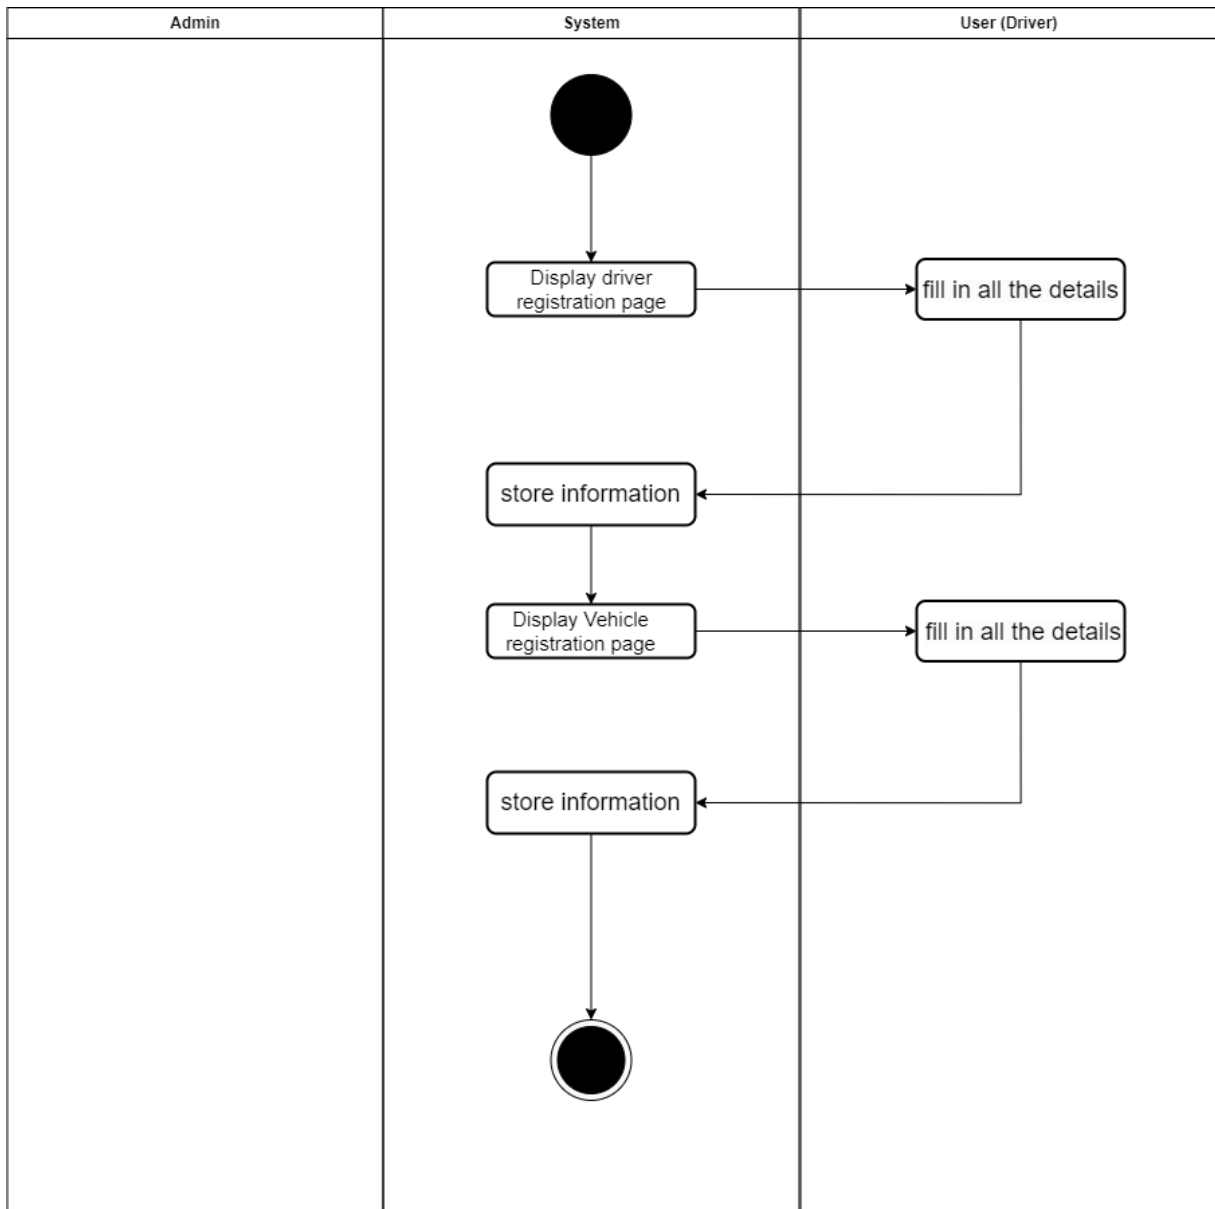 Admin
System
User (Driver)
Display driver
registration page
fill in all the details
store information
Display Vehicle
registration page
fill in all the details
store information